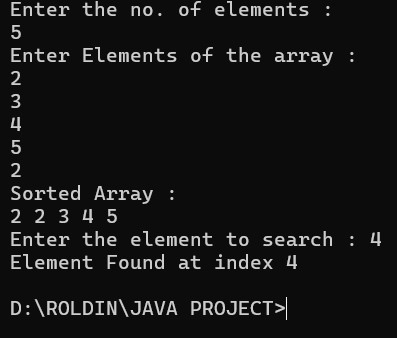 Enter the no. of elements :
5
Enter Elements of the array :
2
3
4
5
2
Sorted Array :
2 2 3 4 5
Enter the element to search : 4
Element Found at index 4
D:\ROLDIN\JAVA PROJECT>